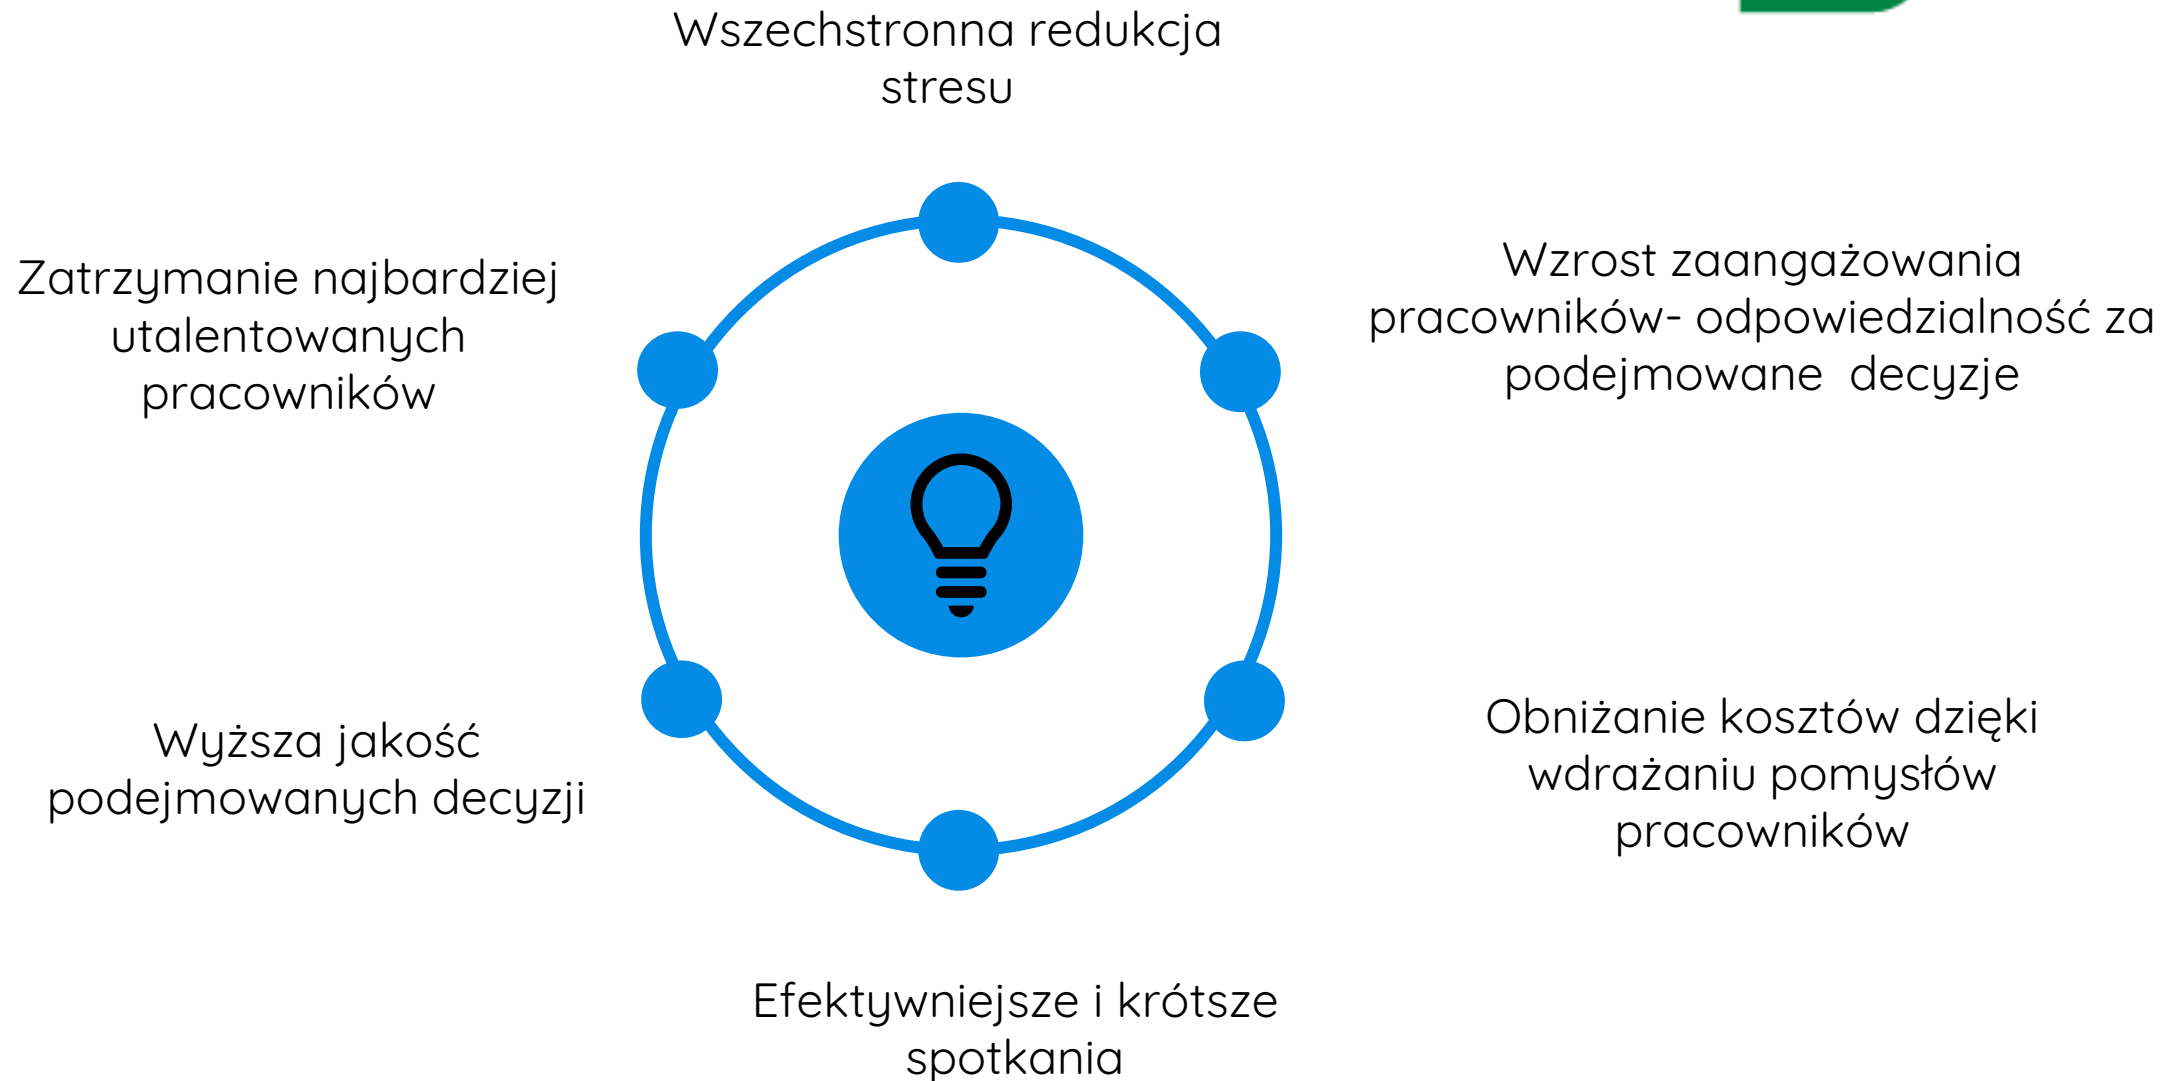 Wszechstronna redukcja
stresu
Zatrzymanie najbardziej
utalentowanych
pracowników
Wzrost zaangażowania
pracowników- odpowiedzialność za
podejmowane  decyzje
Wyższa jakość
podejmowanych decyzji
Obniżanie kosztów dzięki
wdrażaniu pomysłów
pracowników
Efektywniejsze i krótsze
spotkania